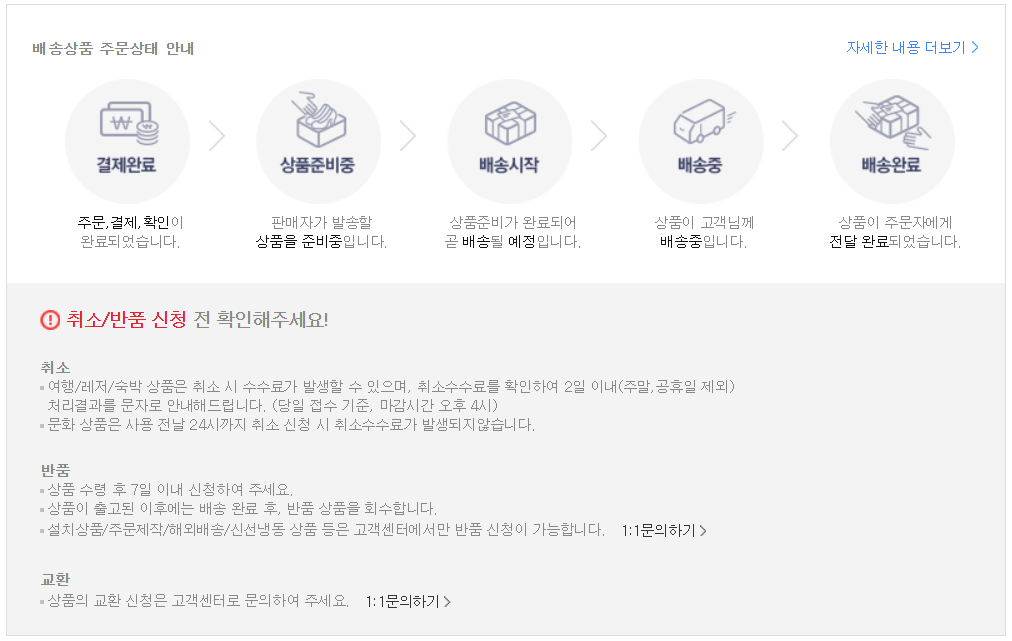 배송상품 주문상태 안내
자세한 내용 더보기 >
결제완료
상품준비중
배송시작
배송중
배송완료
주문,결제,확인이
완료되었습니다.
판매자가 발송할
상품을 준비중입니다.
상품준비가 완료되어
곧 배송될 예정입니다.
상품이 고객님께
배송중입니다.
상품이 주문자에게
전달 완료되었습니다.
취소/반품 신청 전 확인해주세요!
취소
여행/레저/숙박 상품은 취소 시 수수료가 발생할 수 있으며, 취소수수료를 확인하여 2일 이내(주말,공휴일 제외)
처리결과를 문자로 안내해드립니다. (당일 접수 기준, 마감시간 오후 4시)
문화 상품은 사용 전날 24시까지 취소 신청 시 취소수수료가 발생되지않습니다.
반품
상품 수령 후 7일 이내 신청하여 주세요.
상품이 출고된 이후에는 배송 완료 후, 반품 상품을 회수합니다.
설치상품/주문제작/해외배송/신선냉동 상품 등은 고객센터에서만 반품 신청이 가능합니다. 1:1문의하기 >
교환
상품의 교환 신청은 고객센터로 문의하여 주세요. 1:1문의하기 >